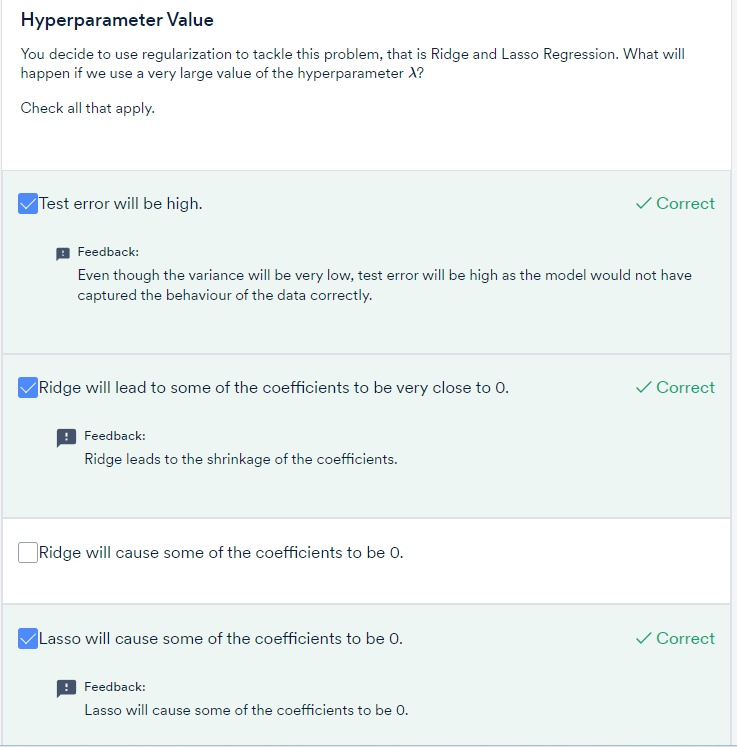 Hyperparameter Value
You decide to use regularization to tackle this problem, that is Ridge and Lasso Regression. What will
happen if we use a very large value of the hyperparameter λ?
Check all that apply.
Test error will be high.
Correct
Feedback:
Even though the variance will be very low, test error will be high as the model would not have
captured the behaviour of the data correctly.
Ridge will lead to some of the coefficients to be very close to 0.
Correct
Feedback:
Ridge leads to the shrinkage of the coefficients.
Ridge will cause some of the coefficients to be 0.
Lasso will cause some of the coefficients to be 0.
Correct
Feedback:
Lasso will cause some of the coefficients to be 0.